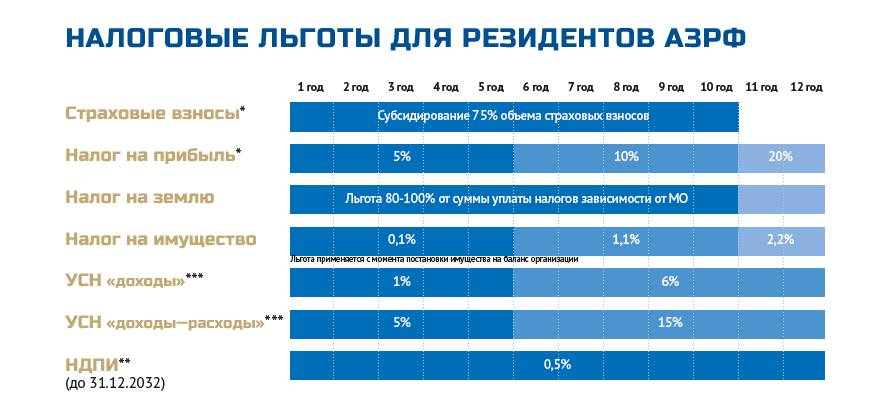 НАЛОГОВЫЕ ЛЬГОТЫ ДЛЯ РЕЗИДЕНТОВ АЗРФ
1 год 2 год 3 год 4 год 5 год 6 год 7 год 8 год 9 год 10 год 11 год 12 год
Страховые взносы* Субсидирование 75% объема страховых взносов
Налог на прибыль* 5% 10% 20%
Налог на землю Льгота 80-100% от суммы уплаты налогов зависимости от МО
Налог на имущество 0,1% 1,1% 2,2%
Льгота применяется с момента постановки имущества на баланс организации
УСН «доходы»*** 1% 6%
УСН «доходы—расходы»*** 5% 15%
НДПИ** 0,5%
(до 31.12.2032)